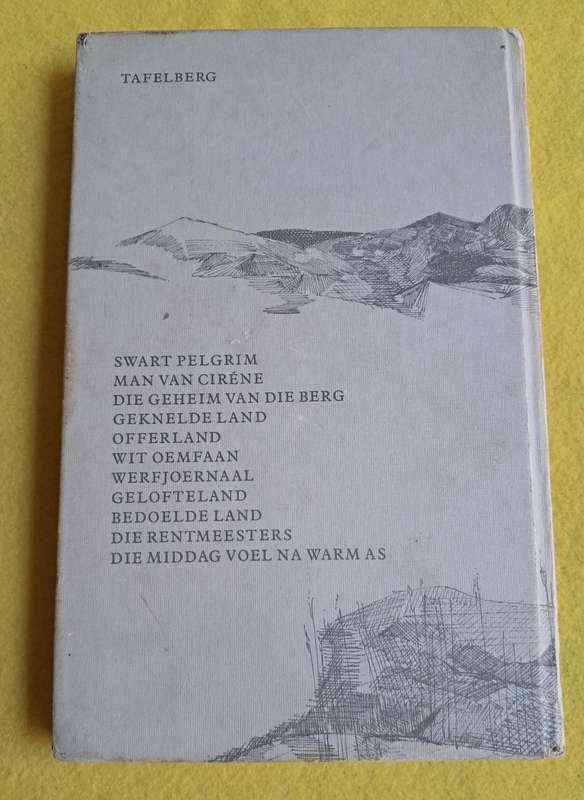 TAFELBERG
SWART PELGRIM
MAN VAN CIRÉNE
DIE GEHEIM VAN DIE BERG
GEKNELDE LAND
OFFERLAND
WIT OEMFAAN
WERFJOERNAAL
GELOFTELAND
BEDOELDE LAND
DIE RENTMEESTERS
DIE MIDDAG VOEL NA WARM AS